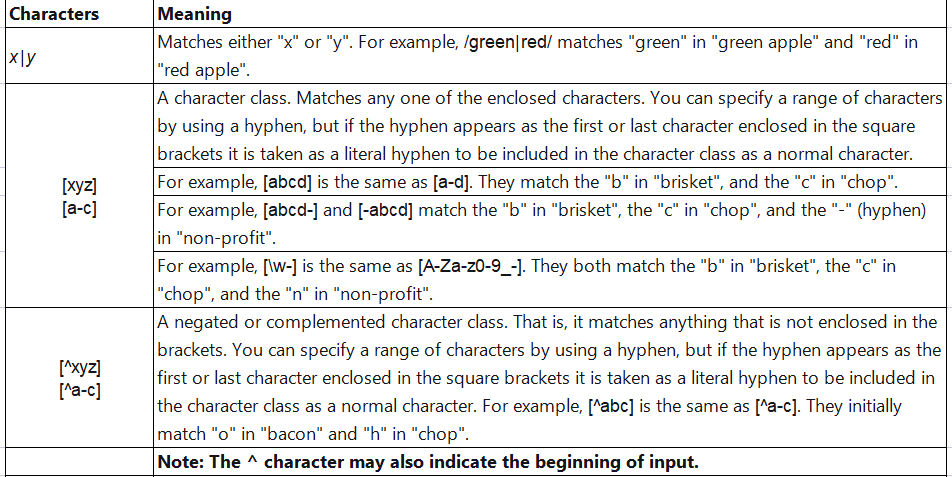 Characters Meaning
x|y
Matches either "x" or "y". For example, /green|red/ matches "green" in "green apple" and "red" in
"red apple".
[xyz]
[a-c]
A character class. Matches any one of the enclosed characters. You can specify a range of characters
by using a hyphen, but if the hyphen appears as the first or last character enclosed in the square
brackets it is taken as a literal hyphen to be included in the character class as a normal character.
For example, [abcd] is the same as [a-d]. They match the "b" in "brisket", and the "c" in "chop".
For example, [abcd-] and [-abcd] match the "b" in "brisket", the "c" in "chop", and the "-" (hyphen)
in "non-profit".
For example, [\w-] is the same as [A-Za-z0-9_-]. They both match the "b" in "brisket", the "c" in
"chop", and the "n" in "non-profit".
[^xyz]
[^a-c]
A negated or complemented character class. That is, it matches anything that is not enclosed in the
brackets. You can specify a range of characters by using a hyphen, but if the hyphen appears as the
first or last character enclosed in the square brackets it is taken as a literal hyphen to be included in
the character class as a normal character. For example, [^abc] is the same as [^a-c]. They initially
match "o" in "bacon" and "h" in "chop".
Note: The ^ character may also indicate the beginning of input.